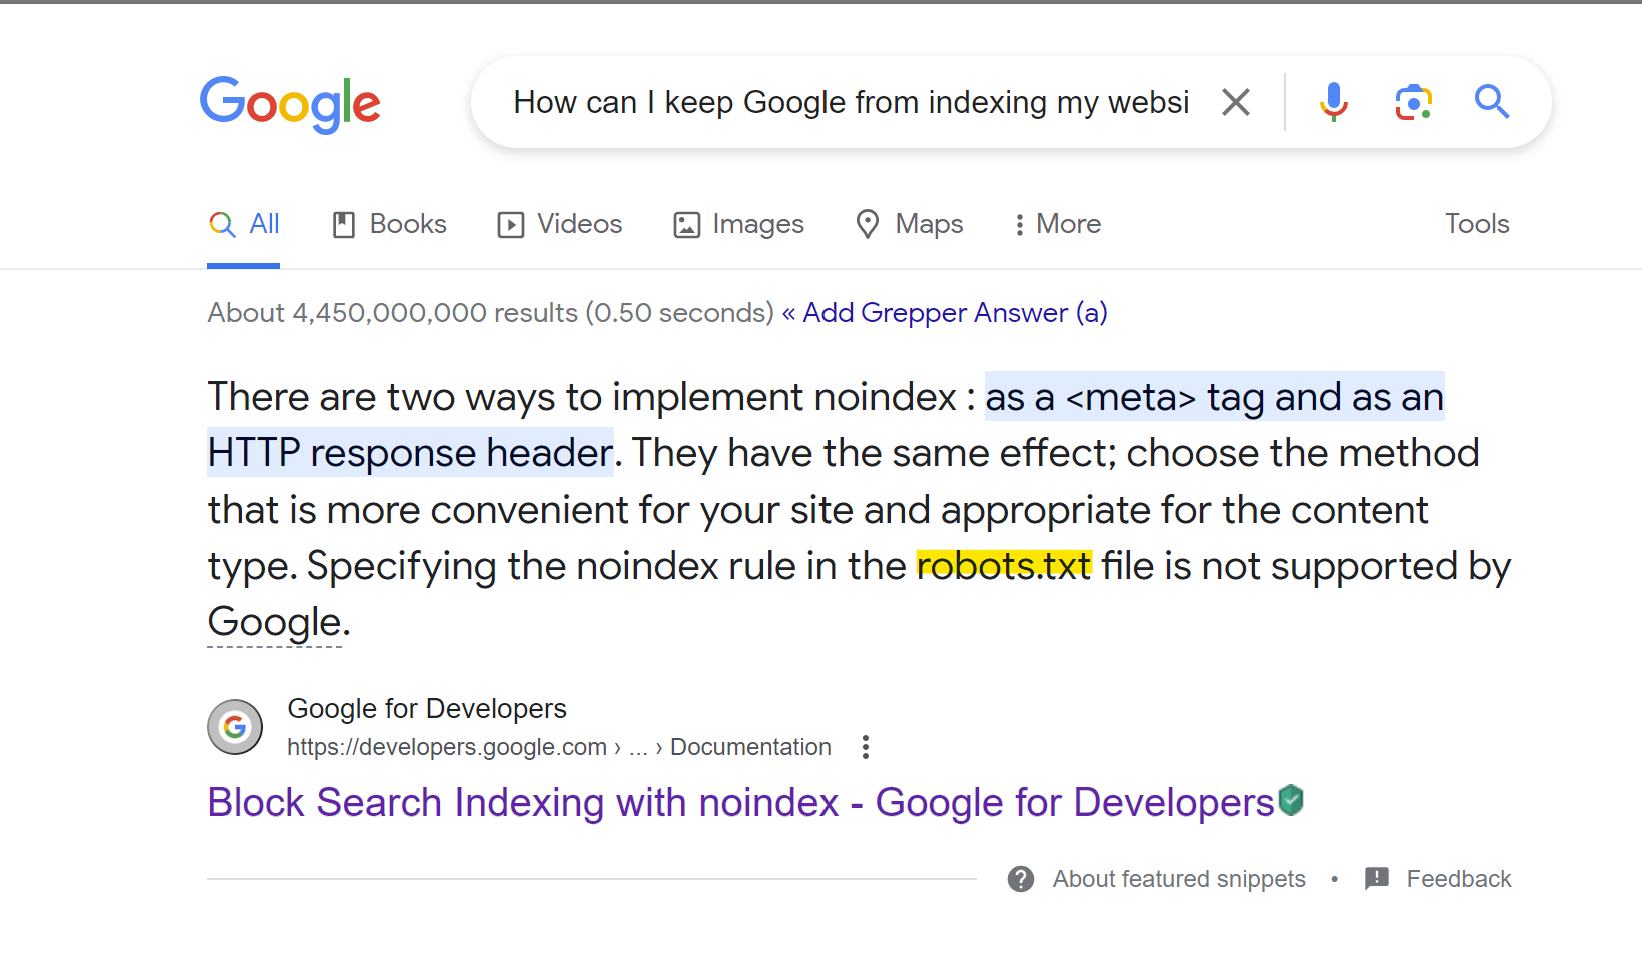 Google
How can I keep Google from indexing my websi
All Books Videos Images Maps More Tools
About 4,450,000,000 results (0.50 seconds) « Add Grepper Answer (a)
There are two ways to implement noindex : as a <meta> tag and as an
HTTP response header. They have the same effect; choose the method
that is more convenient for your site and appropriate for the content
type. Specifying the noindex rule in the robots.txt file is not supported by
Google.
Google for Developers
https://developers.google.com › ... › Documentation
Block Search Indexing with noindex - Google for Developers
About featured snippets • Feedback